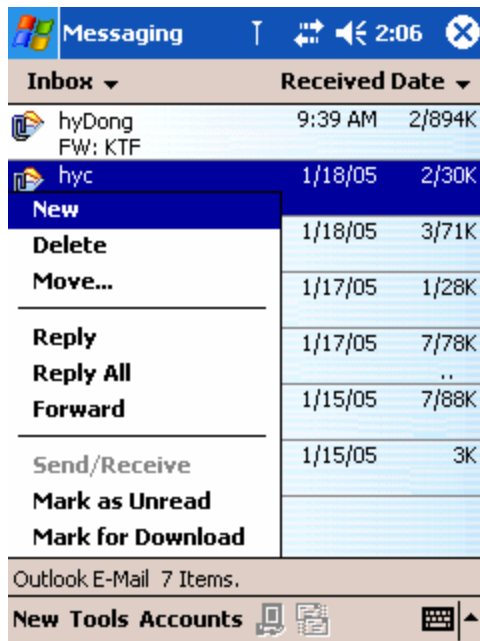 Messaging 2:06
Inbox Received Date
hyDong 9:39 AM 2/894K
FW: KTF
hyc 1/18/05 2/30K
New
Delete 1/18/05 3/71K
Move... 1/17/05 1/28K
Reply 1/17/05 7/78K
Reply All ..
Forward 1/15/05 7/88K
Send/Receive 1/15/05 3K
Mark as Unread
Mark for Download
Outlook E-Mail 7 Items.
New Tools Accounts